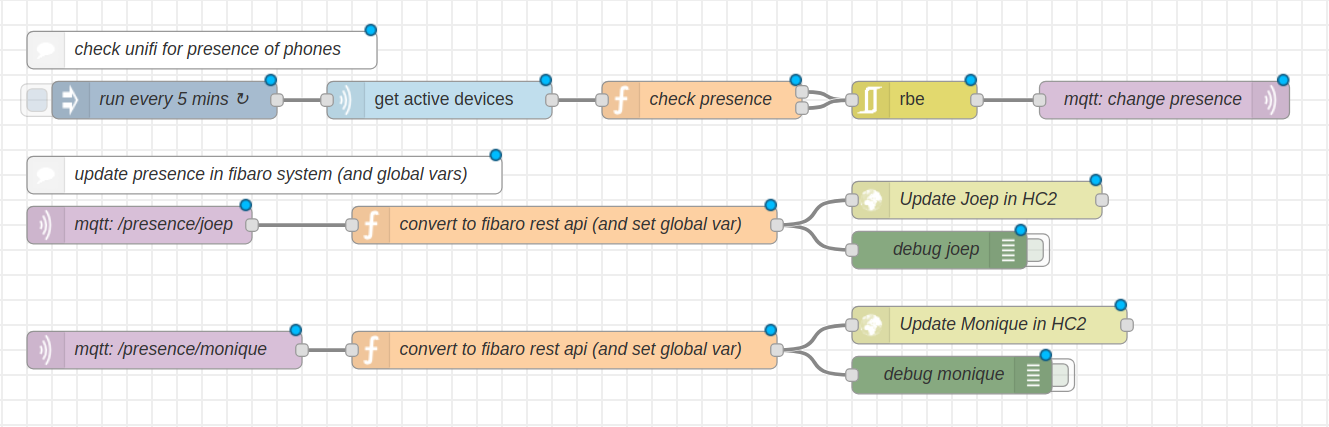 check unifi for presence of phones
run every 5 mins ↻
get active devices
check presence
rbe
mqtt: change presence
update presence in fibaro system (and global vars)
mqtt: /presence/joep
convert to fibaro rest api (and set global var)
Update Joep in HC2
debug joep
mqtt: /presence/monique
convert to fibaro rest api (and set global var)
Update Monique in HC2
debug monique